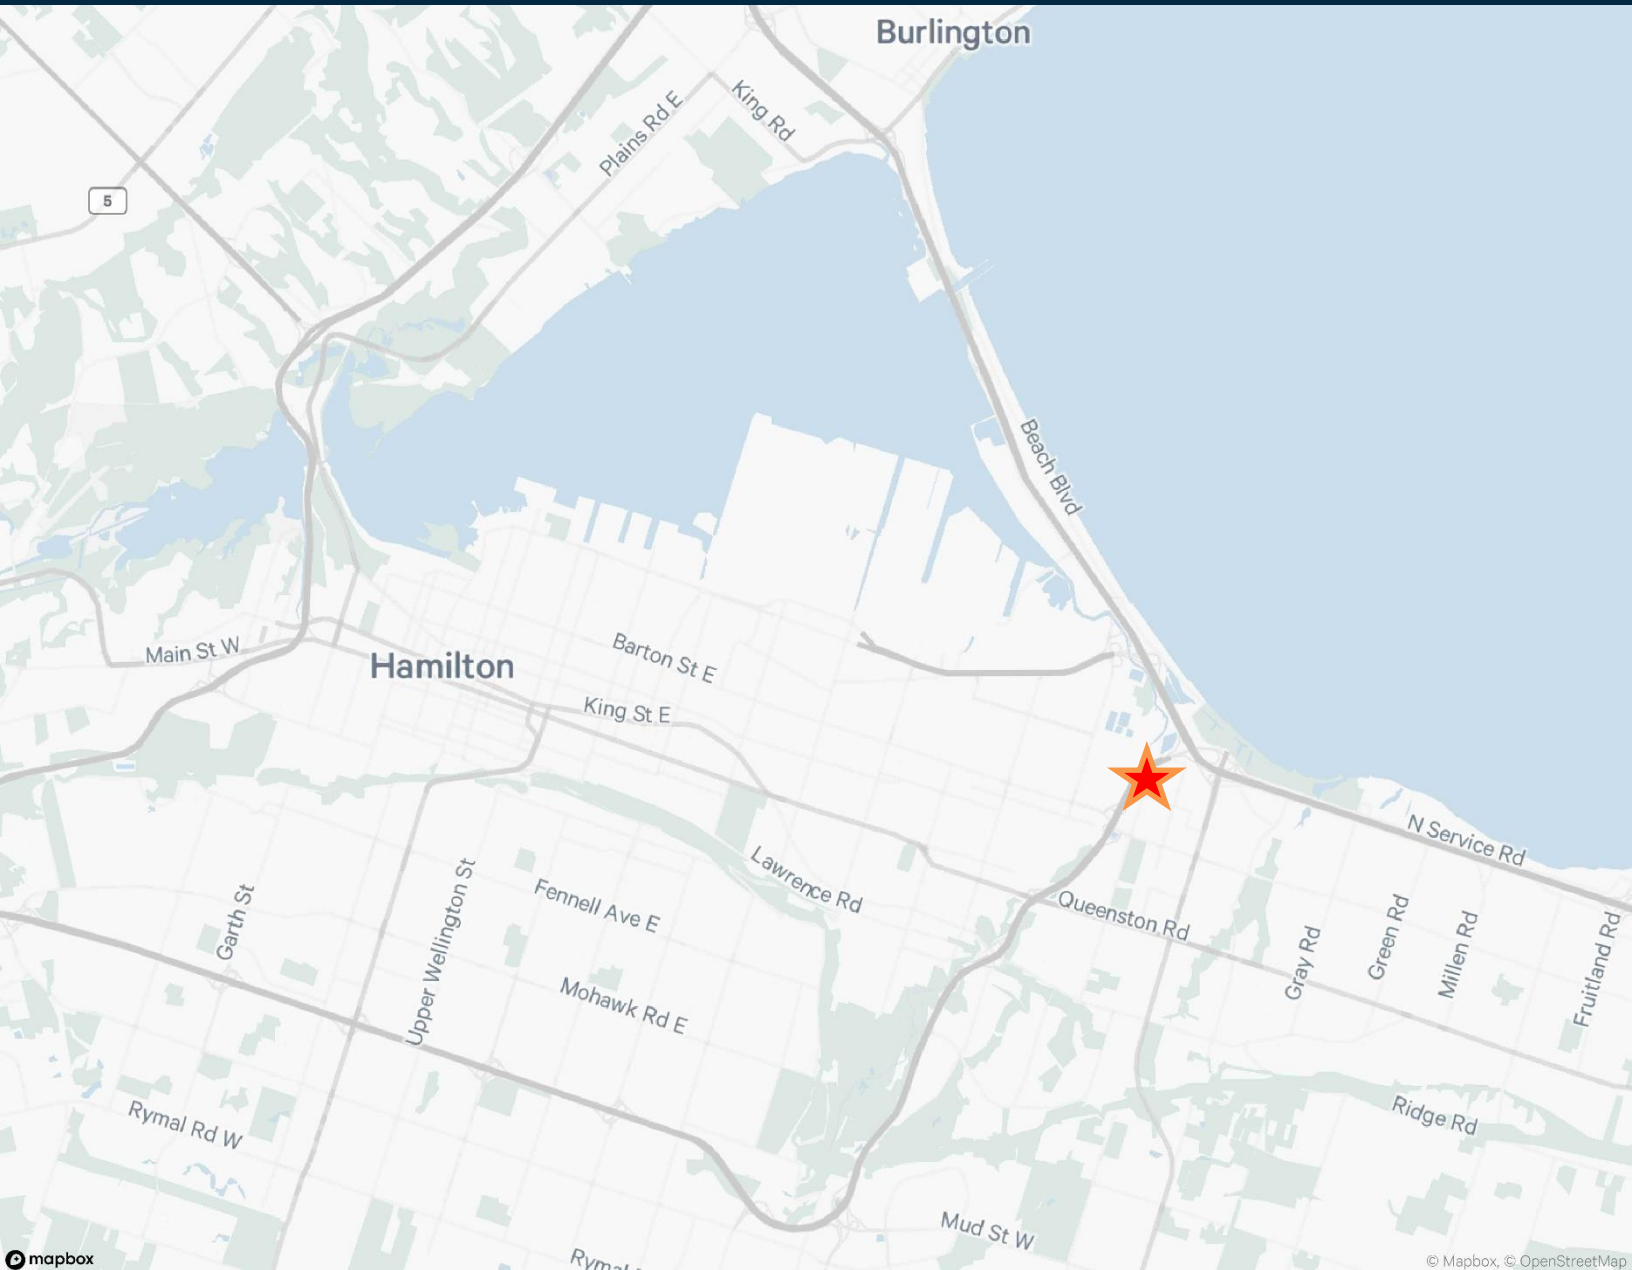 Burlington
King Rd
Plains Rd E
5
Beach Blvd
Main St W
Hamilton
Barton St E
King St E
N Service Rd
Lawrence Rd
Garth St
Upper Wellington St
Fennell Ave E
Queenston Rd
Gray Rd
Green Rd
Millen Rd
Fruitland Rd
Mohawk Rd E
Rymal Rd W
Ridge Rd
Mud St W
Rymal
mapbox
© Mapbox, © OpenStreetMap